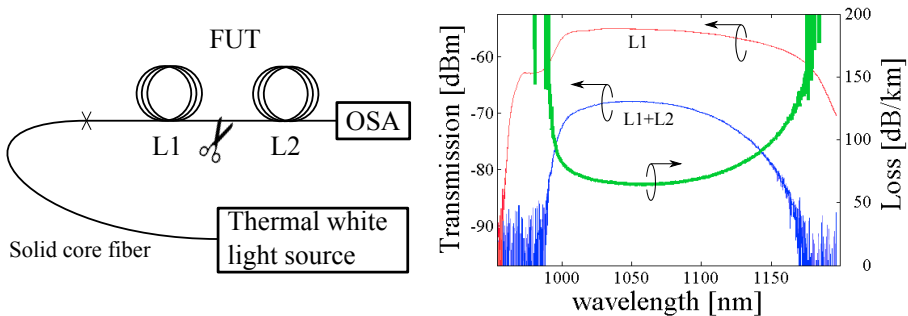 FUT
L1
L2
OSA
Solid core fiber
Thermal white
light source
Transmission [dBm]
-60
-70
-80
-90
L1
L1+L2
200
150
100
50
0
Loss [dB/km]
1000
1050
1100
1150
wavelength [nm]